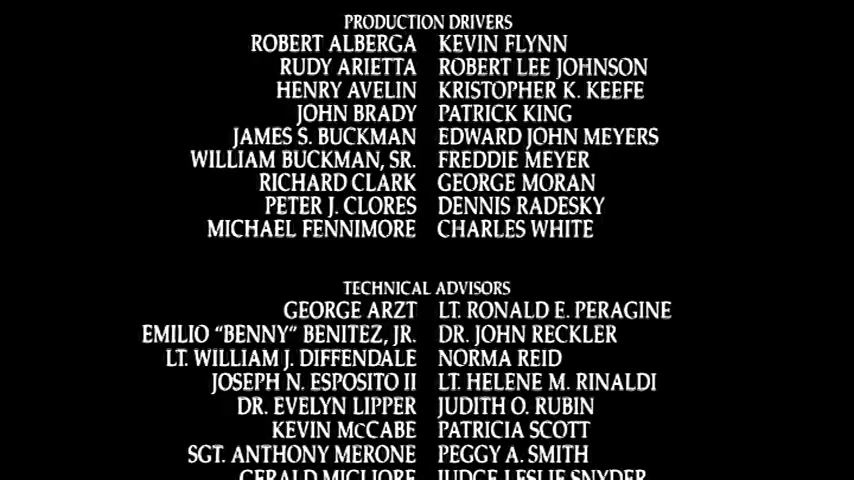 PRODUCTION DRIVERS
ROBERT ALBERGA KEVIN FLYNN
RUDY ARIETTA ROBERT LEE JOHNSON
HENRY AVELIN KRISTOPHER K. KEEFE
JOHN BRADY PATRICK KING
JAMES S. BUCKMAN EDWARD JOHN MEYERS
WILLIAM BUCKMAN, SR. FREDDIE MEYER
RICHARD CLARK GEORGE MORAN
PETER J. CLORES DENNIS RADESKY
MICHAEL FENNIMORE CHARLES WHITE
TECHNICAL ADVISORS
GEORGE ARZT LT. RONALD E. PERAGINE
EMILIO “BENNY” BENITEZ, JR. DR. JOHN RECKLER
LT. WILLIAM J. DIFFENDALE NORMA REID
JOSEPH N. ESPOSITO II LT. HELENE M. RINALDI
DR. EVELYN LIPPER JUDITH O. RUBIN
KEVIN McCABE PATRICIA SCOTT
SGT. ANTHONY MERONE PEGGY A. SMITH
GERALD MIGLIORE JUDGE LESLIE SNYDER